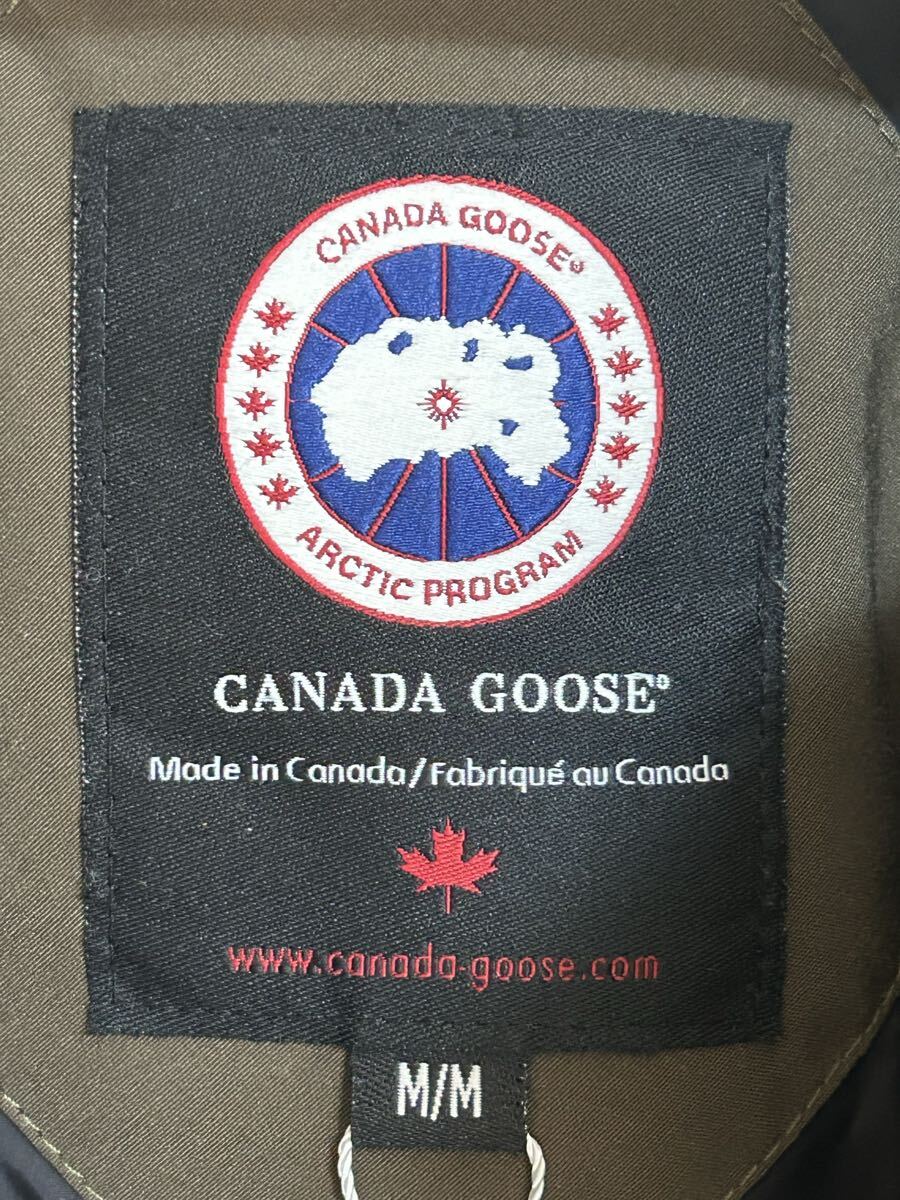 CANADA GOOSE®
ARCTIC PROGRAM
CANADA GOOSE®
Made in Canada/Fabriqué au Canada
www.canada-goose.com
M/M